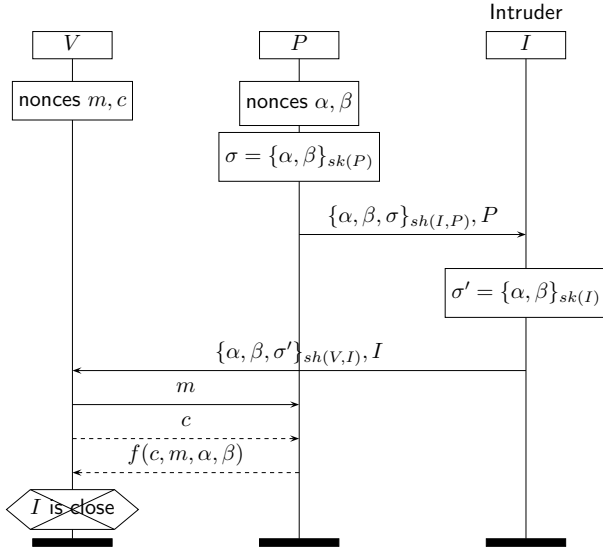 Intruder
V P I
nonces m, c nonces α, β
σ = {α, β}sk(P)
{α, β, σ}sh(I,P), P
σ′ = {α, β}sk(I)
{α, β, σ′}sh(V,I), I
m
c
f(c, m, α, β)
I is close